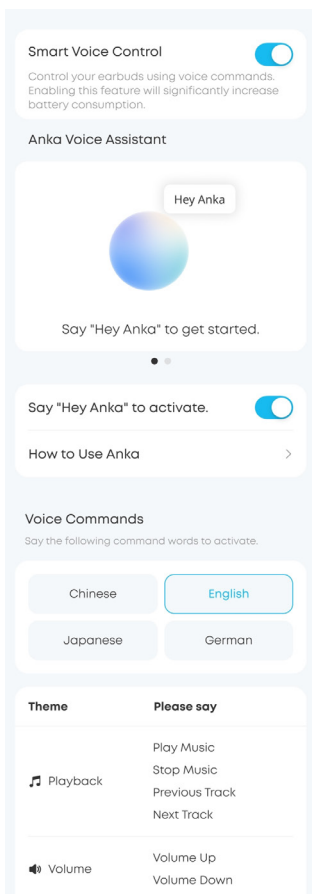 Smart Voice Control
Control your earbuds using voice commands.
Enabling this feature will significantly increase
battery consumption.
Anka Voice Assistant
Hey Anka
Say "Hey Anka" to get started.
Say "Hey Anka" to activate.
How to Use Anka
Voice Commands
Say the following command words to activate.
Chinese English
Japanese German
Theme Please say
Play Music
Stop Music
Playback
Previous Track
Next Track
Volume Up
Volume
Volume Down